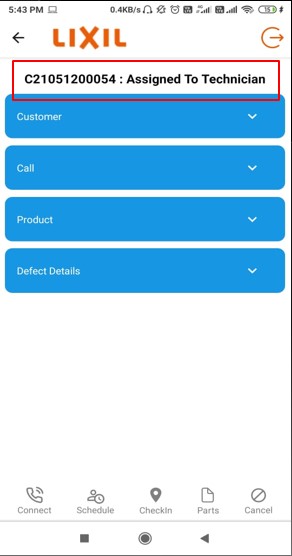 5:43 PM 0.4KB/s
LIXIL
C21051200054 : Assigned To Technician
Customer
Call
Product
Defect Details
Connect Schedule CheckIn Parts Cancel